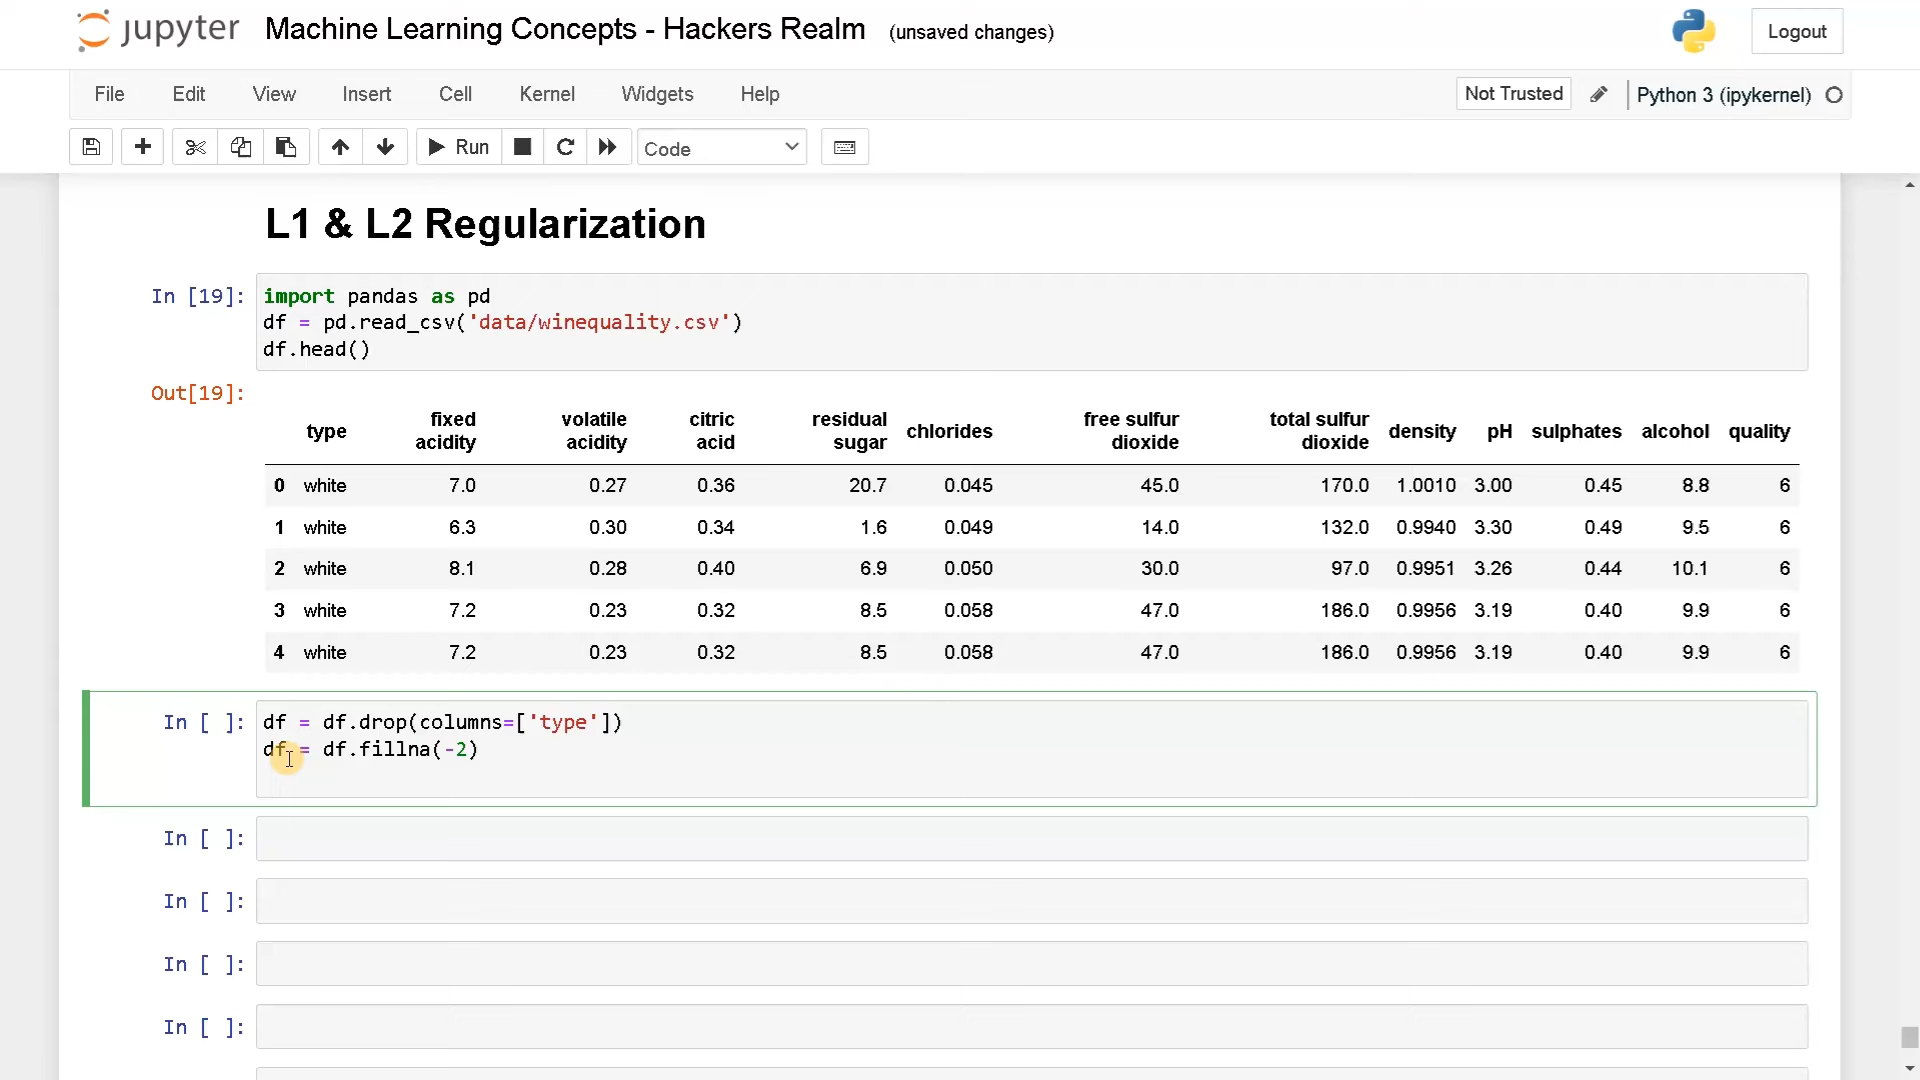 jupyter Machine Learning Concepts - Hackers Realm (unsaved changes) Logout
File Edit View Insert Cell Kernel Widgets Help Not Trusted Python 3 (ipykernel)
Run Code
L1 & L2 Regularization
In [19]: import pandas as pd
df = pd.read_csv('data/winequality.csv')
df.head()
Out[19]:
type fixed acidity volatile acidity citric acid residual sugar chlorides free sulfur dioxide total sulfur dioxide density pH sulphates alcohol quality
0 white 7.0 0.27 0.36 20.7 0.045 45.0 170.0 1.0010 3.00 0.45 8.8 6
1 white 6.3 0.30 0.34 1.6 0.049 14.0 132.0 0.9940 3.30 0.49 9.5 6
2 white 8.1 0.28 0.40 6.9 0.050 30.0 97.0 0.9951 3.26 0.44 10.1 6
3 white 7.2 0.23 0.32 8.5 0.058 47.0 186.0 0.9956 3.19 0.40 9.9 6
4 white 7.2 0.23 0.32 8.5 0.058 47.0 186.0 0.9956 3.19 0.40 9.9 6
In [ ]: df = df.drop(columns=['type'])
df = df.fillna(-2)
In [ ]:
In [ ]:
In [ ]:
In [ ]: